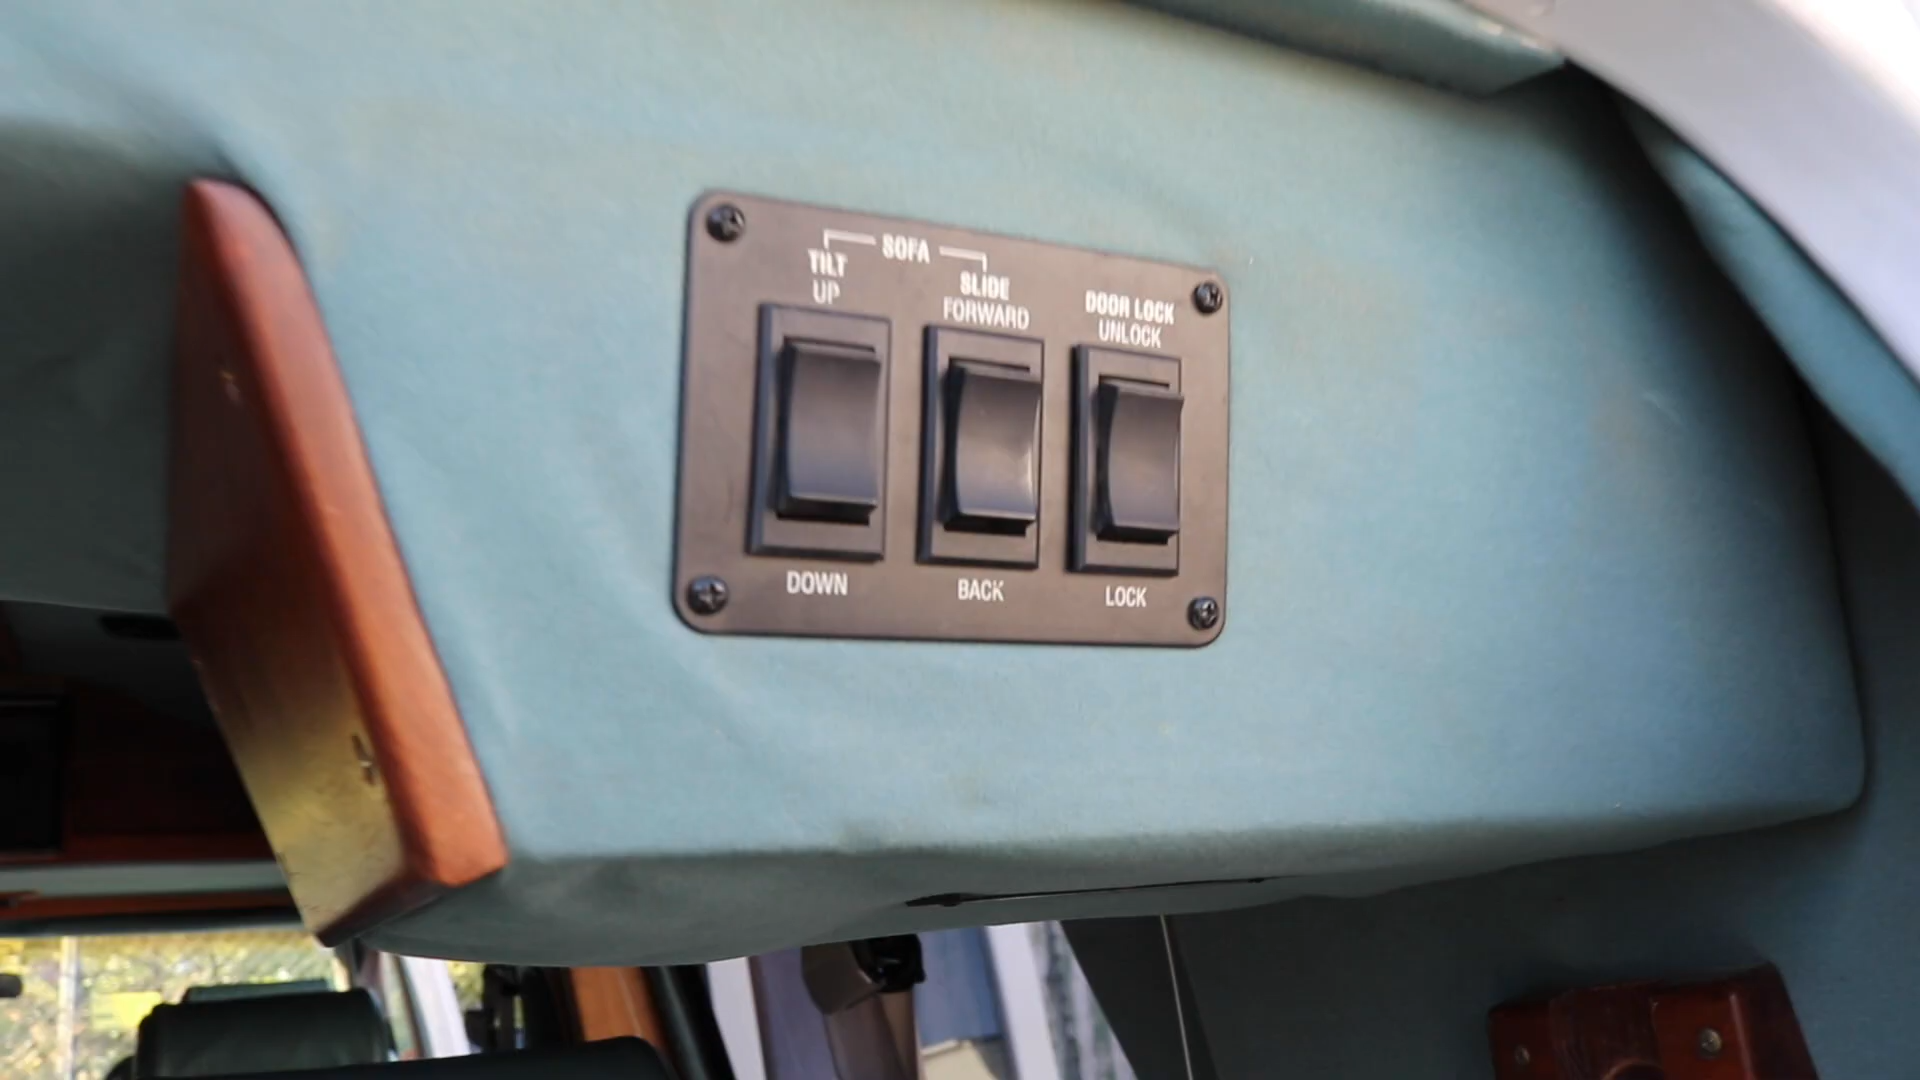 SOFA
TILT
UP
SLIDE
FORWARD
DOOR LOCK
UNLOCK
DOWN
BACK
LOCK